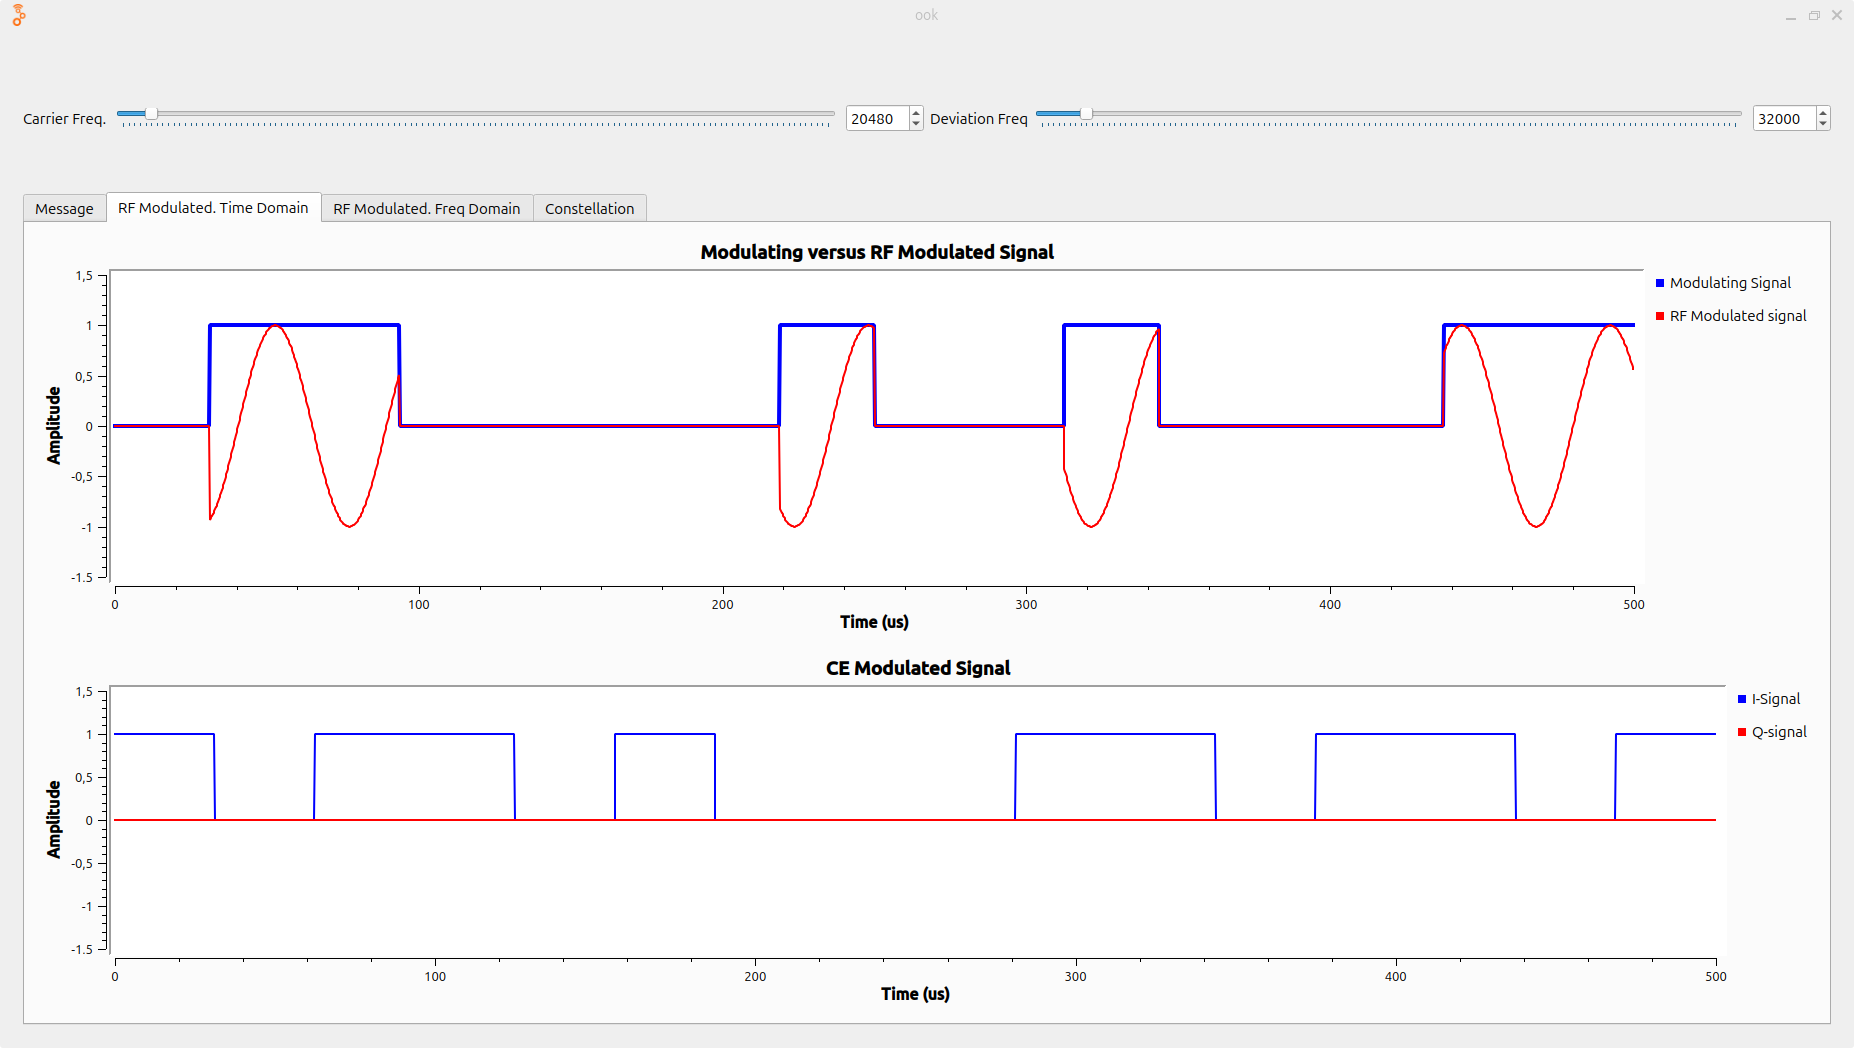 ook
Carrier Freq. 20480 Deviation Freq 32000
Message RF Modulated. Time Domain RF Modulated. Freq Domain Constellation
Modulating versus RF Modulated Signal
1,5
1
0,5
0
-0,5
-1
-1.5
Amplitude
Modulating Signal
RF Modulated signal
0 100 200 300 400 500
Time (us)
CE Modulated Signal
1,5
1
0,5
0
-0,5
-1
-1.5
Amplitude
I-Signal
Q-signal
0 100 200 300 400 500
Time (us)